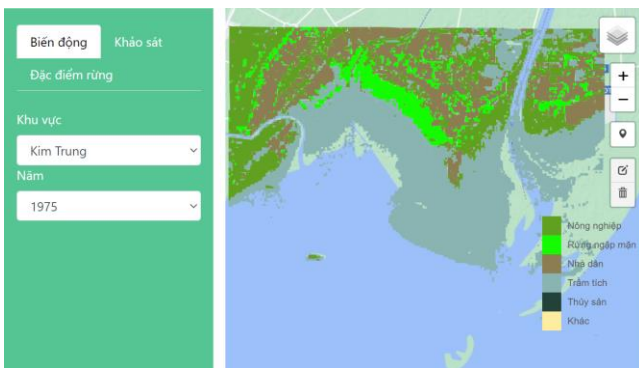 Biến động
Khảo sát
Đặc điểm rừng
Khu vực
Kim Trung
Năm
1975
+
−
Nông nghiệp
Rừng ngập mặn
Nhà dân
Trầm tích
Thủy sản
Khác